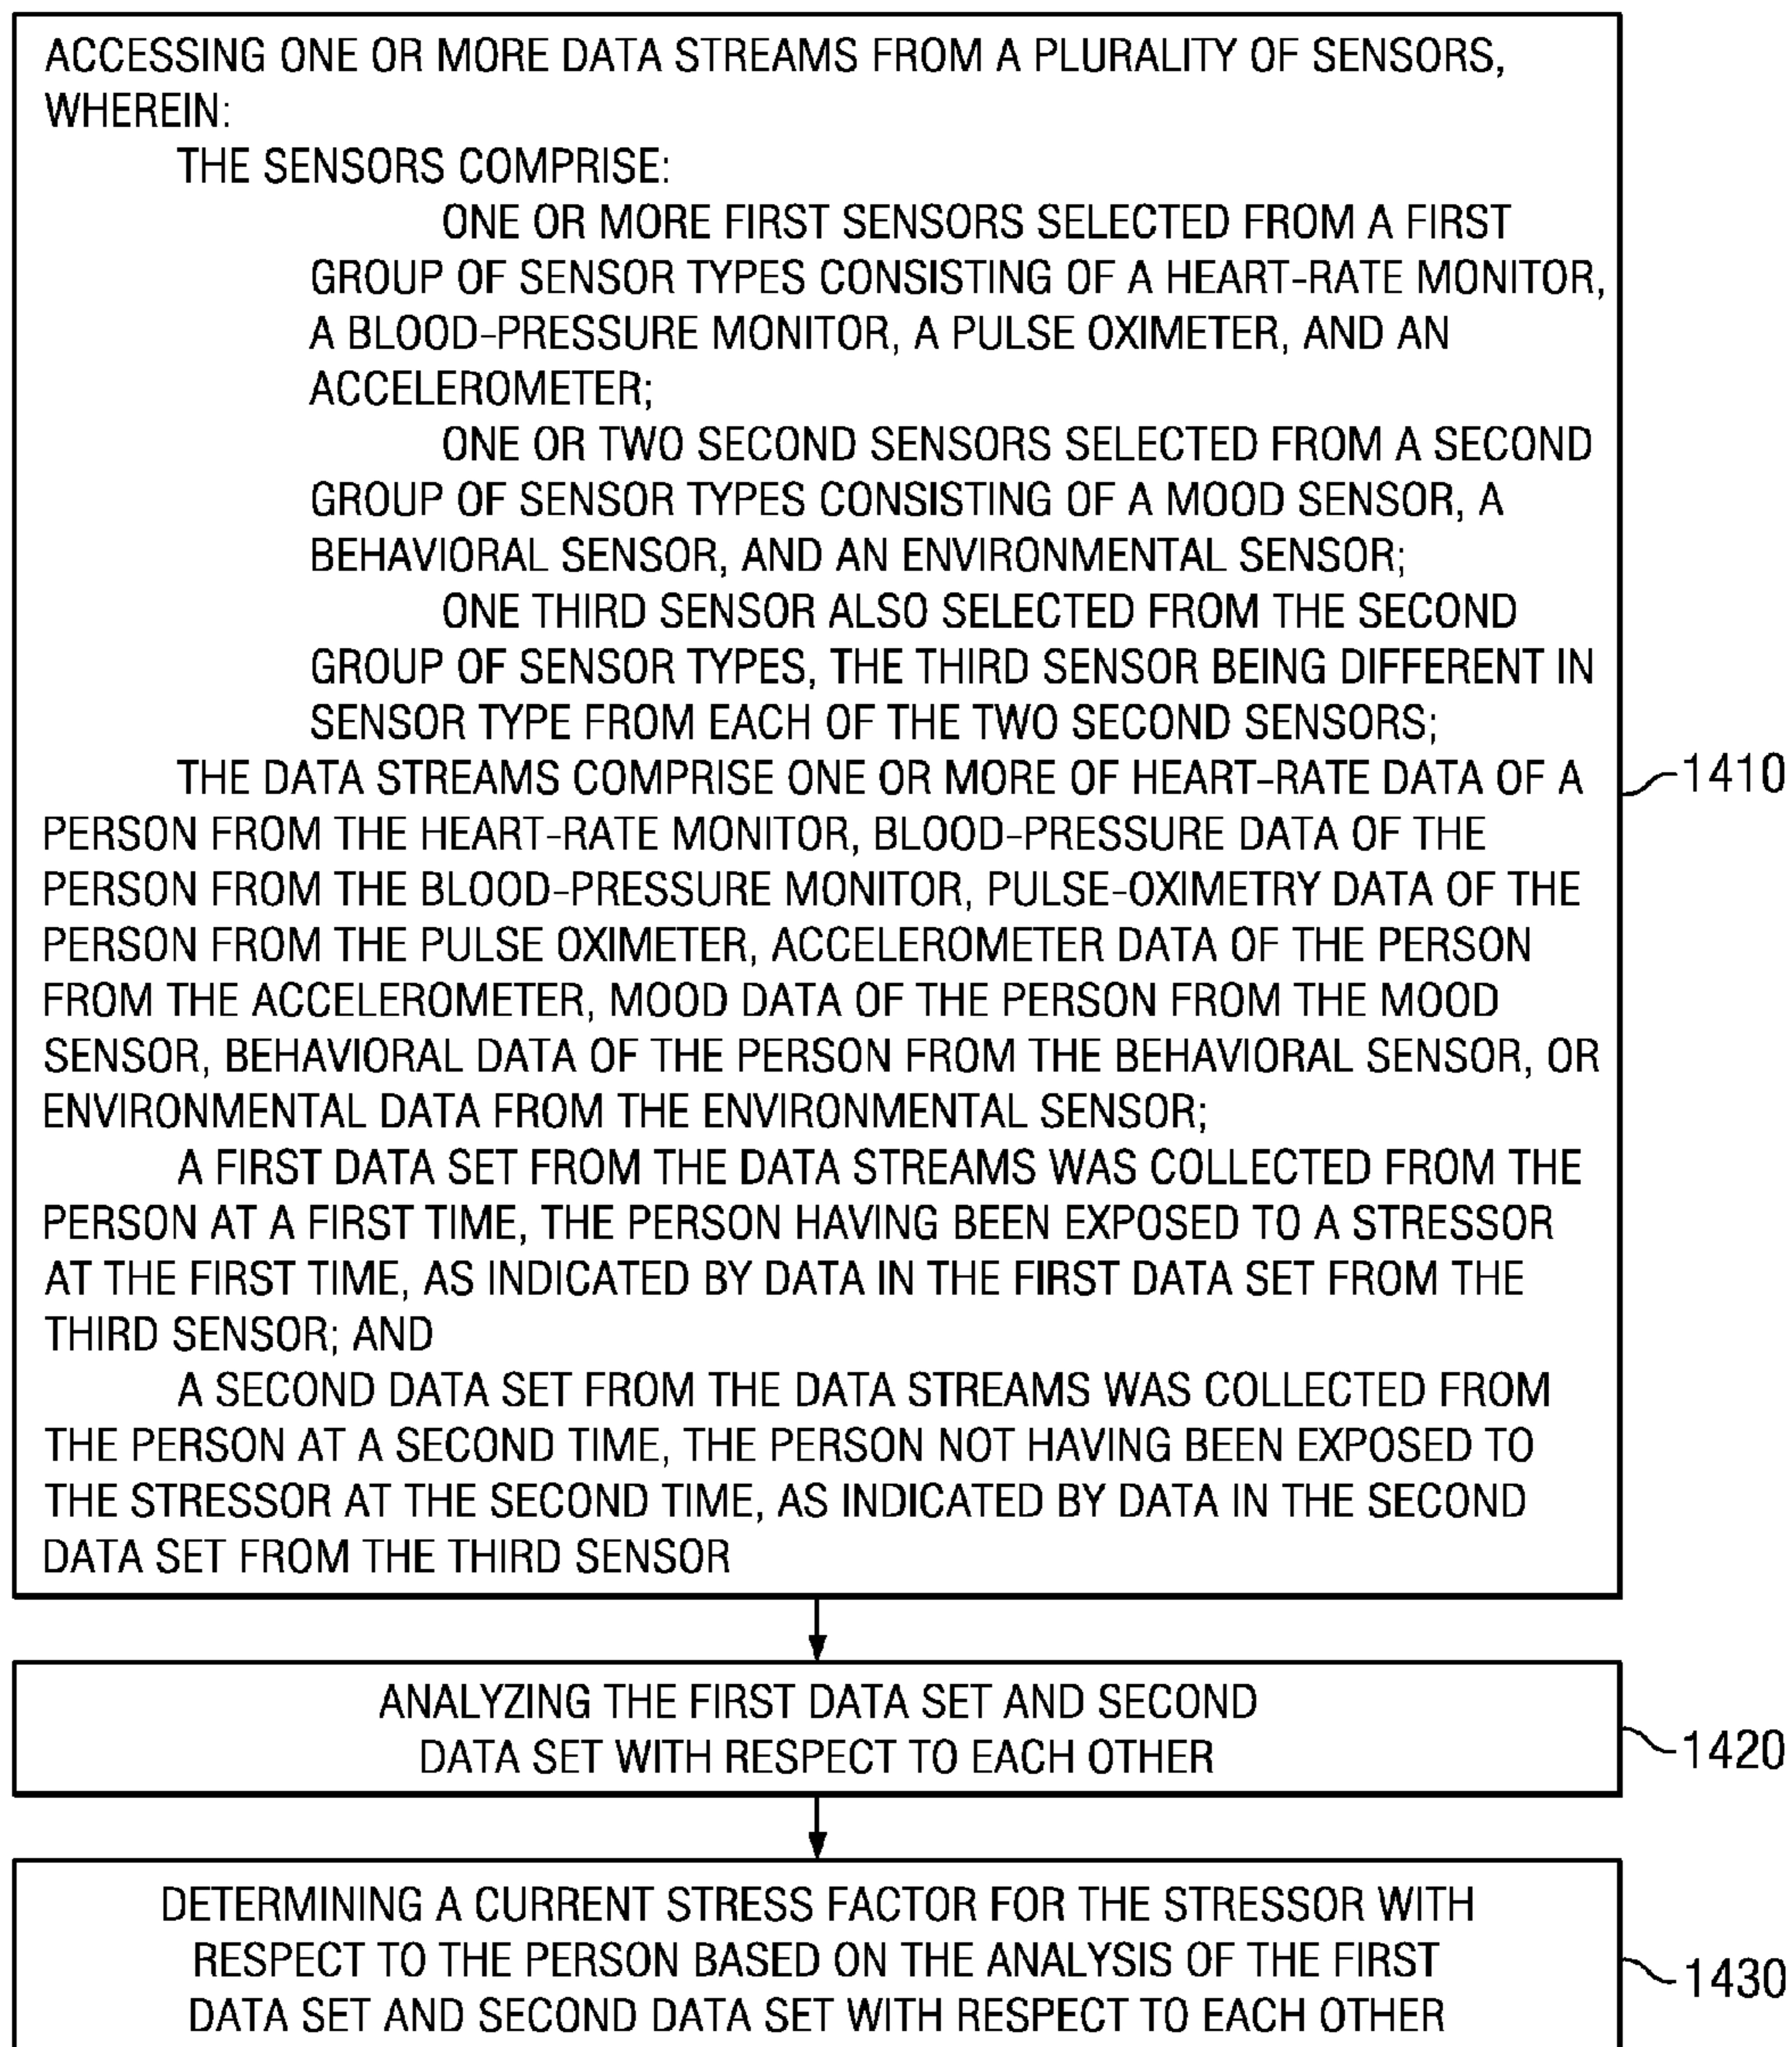 ACCESSING ONE OR MORE DATA STREAMS FROM A PLURALITY OF SENSORS,
WHEREIN:
THE SENSORS COMPRISE:
ONE OR MORE FIRST SENSORS SELECTED FROM A FIRST
GROUP OF SENSOR TYPES CONSISTING OF A HEART-RATE MONITOR,
A BLOOD-PRESSURE MONITOR, A PULSE OXIMETER, AND AN
ACCELEROMETER;
ONE OR TWO SECOND SENSORS SELECTED FROM A SECOND
GROUP OF SENSOR TYPES CONSISTING OF A MOOD SENSOR, A
BEHAVIORAL SENSOR, AND AN ENVIRONMENTAL SENSOR;
ONE THIRD SENSOR ALSO SELECTED FROM THE SECOND
GROUP OF SENSOR TYPES, THE THIRD SENSOR BEING DIFFERENT IN
SENSOR TYPE FROM EACH OF THE TWO SECOND SENSORS;
THE DATA STREAMS COMPRISE ONE OR MORE OF HEART-RATE DATA OF A
PERSON FROM THE HEART-RATE MONITOR, BLOOD-PRESSURE DATA OF THE
PERSON FROM THE BLOOD-PRESSURE MONITOR, PULSE-OXIMETRY DATA OF THE
PERSON FROM THE PULSE OXIMETER, ACCELEROMETER DATA OF THE PERSON
FROM THE ACCELEROMETER, MOOD DATA OF THE PERSON FROM THE MOOD
SENSOR, BEHAVIORAL DATA OF THE PERSON FROM THE BEHAVIORAL SENSOR, OR
ENVIRONMENTAL DATA FROM THE ENVIRONMENTAL SENSOR;
A FIRST DATA SET FROM THE DATA STREAMS WAS COLLECTED FROM THE
PERSON AT A FIRST TIME, THE PERSON HAVING BEEN EXPOSED TO A STRESSOR
AT THE FIRST TIME, AS INDICATED BY DATA IN THE FIRST DATA SET FROM THE
THIRD SENSOR; AND
A SECOND DATA SET FROM THE DATA STREAMS WAS COLLECTED FROM
THE PERSON AT A SECOND TIME, THE PERSON NOT HAVING BEEN EXPOSED TO
THE STRESSOR AT THE SECOND TIME, AS INDICATED BY DATA IN THE SECOND
DATA SET FROM THE THIRD SENSOR
1410
ANALYZING THE FIRST DATA SET AND SECOND
DATA SET WITH RESPECT TO EACH OTHER
1420
DETERMINING A CURRENT STRESS FACTOR FOR THE STRESSOR WITH
RESPECT TO THE PERSON BASED ON THE ANALYSIS OF THE FIRST
DATA SET AND SECOND DATA SET WITH RESPECT TO EACH OTHER
1430